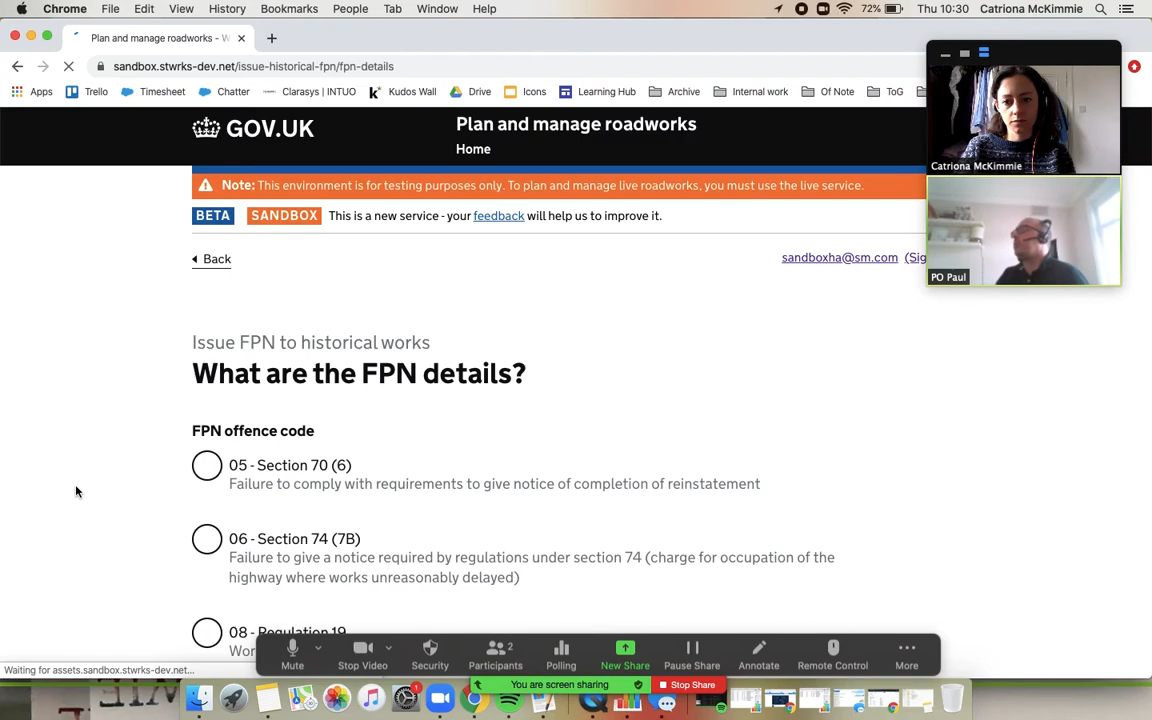 Chrome File Edit View History Bookmarks People Tab Window Help 72% Thu 10:30 Catriona McKimmie
Plan and manage roadworks - W
sandbox.stwrks-dev.net/issue-historical-fpn/fpn-details
Apps Trello Timesheet Chatter Clarasys | INTUO Kudos Wall Drive Icons Learning Hub Archive Internal work Of Note ToG
GOV.UK Plan and manage roadworks
Home
Catriona McKimmie
Note: This environment is for testing purposes only. To plan and manage live roadworks, you must use the live service.
BETA SANDBOX This is a new service - your feedback will help us to improve it.
Back sandboxha@sm.com (Sig
PO Paul
Issue FPN to historical works
What are the FPN details?
FPN offence code
05 - Section 70 (6)
Failure to comply with requirements to give notice of completion of reinstatement
06 - Section 74 (7B)
Failure to give a notice required by regulations under section 74 (charge for occupation of the
highway where works unreasonably delayed)
08 - Regulation 19
Wor
2
Mute Stop Video Security Participants Polling New Share Pause Share Annotate Remote Control More
Waiting for assets.sandbox.stwrks-dev.net...
You are screen sharing Stop Share
1